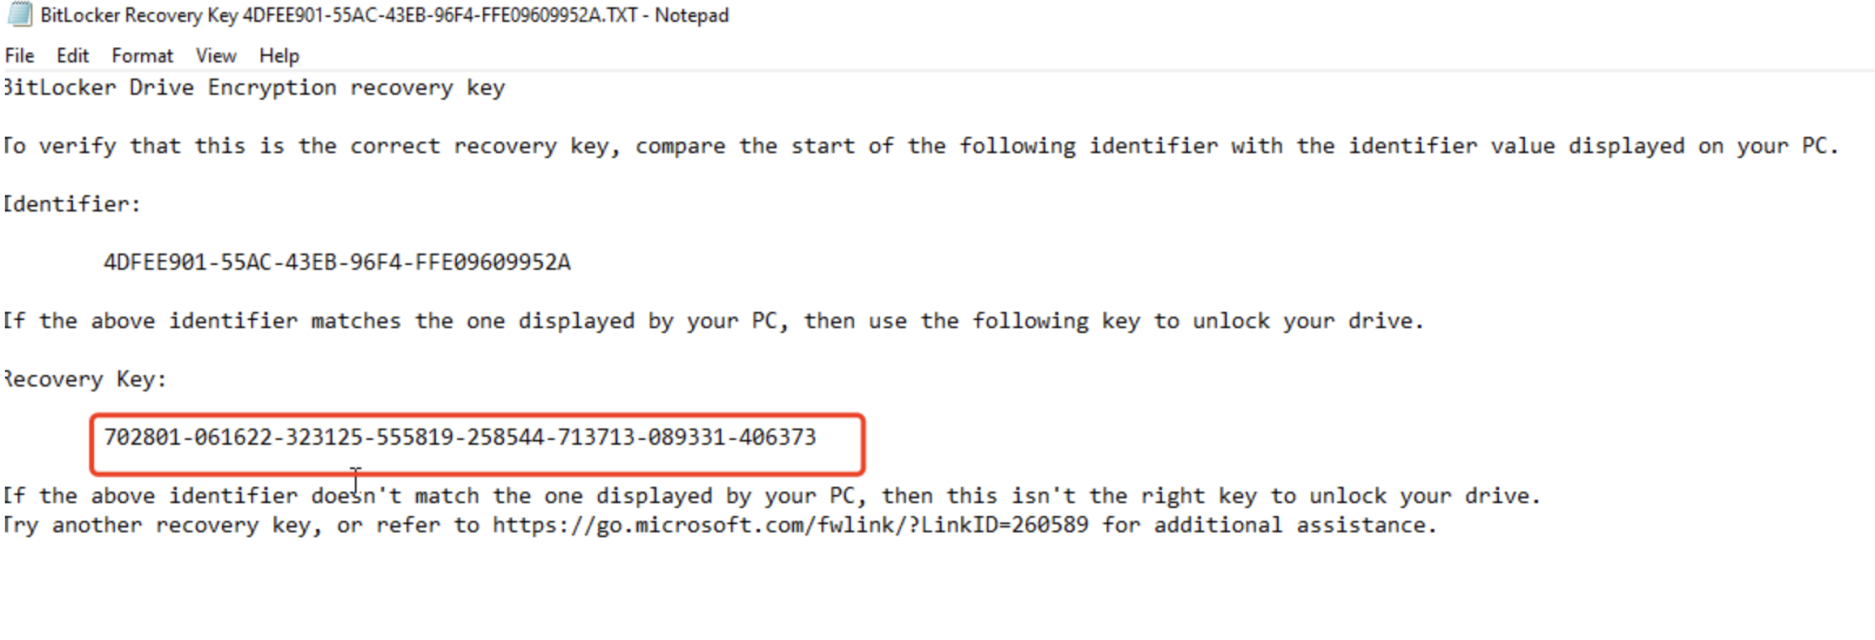 BitLocker Recovery Key 4DFEE901-55AC-43EB-96F4-FFE09609952A.TXT - Notepad
File Edit Format View Help
BitLocker Drive Encryption recovery key
To verify that this is the correct recovery key, compare the start of the following identifier with the identifier value displayed on your PC.
Identifier:
4DFEE901-55AC-43EB-96F4-FFE09609952A
If the above identifier matches the one displayed by your PC, then use the following key to unlock your drive.
Recovery Key:
702801-061622-323125-555819-258544-713713-089331-406373
If the above identifier doesn't match the one displayed by your PC, then this isn't the right key to unlock your drive.
Try another recovery key, or refer to https://go.microsoft.com/fwlink/?LinkID=260589 for additional assistance.